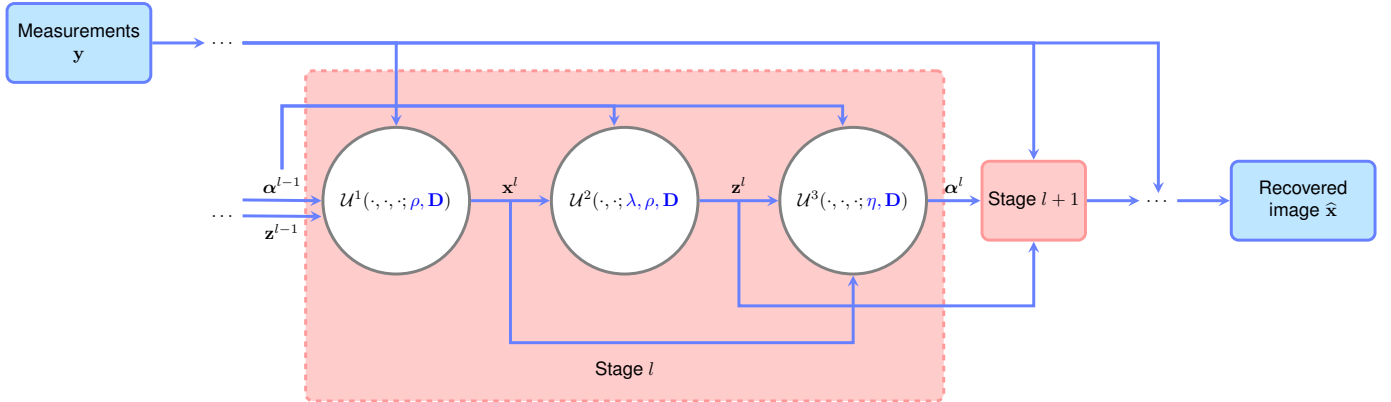 Measurements
𝐲
⋯
⋯
𝜶^{l−1}
𝐳^{l−1}
𝒰¹(·, ·, ·; ρ, 𝐃)
𝐱^l
𝒰²(·, ·; λ, ρ, 𝐃
𝐳^l
𝒰³(·, ·, ·; η, 𝐃)
𝜶^l
Stage l + 1
⋯
Recovered
image 𝐱̂
Stage l